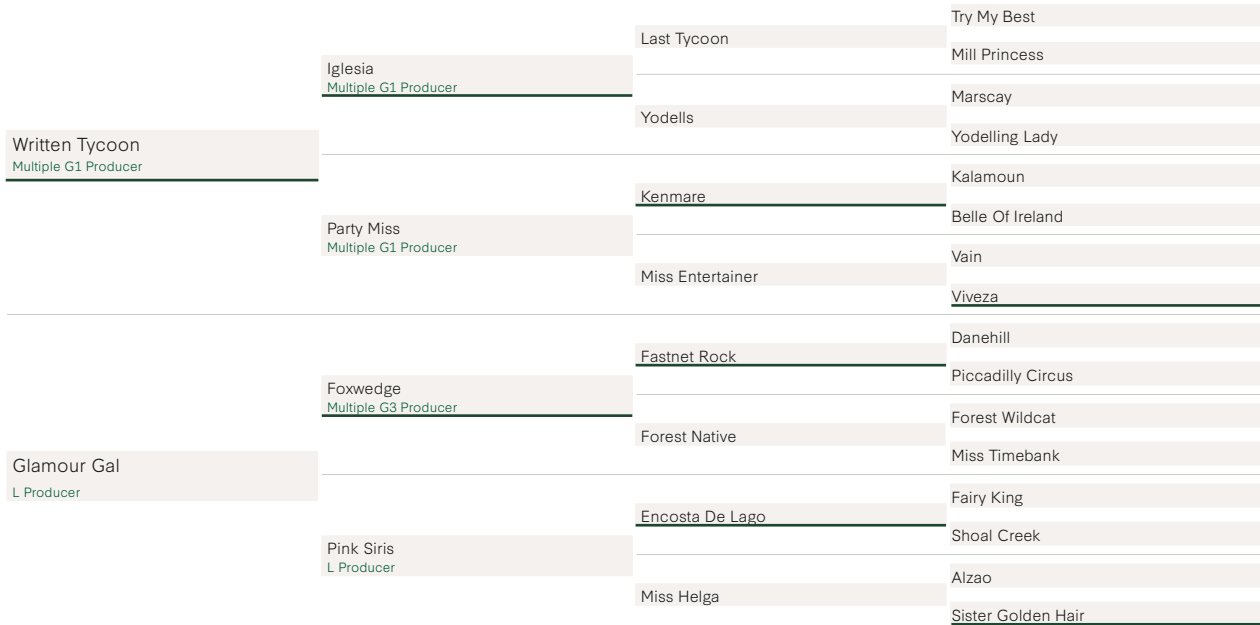 Written Tycoon
Multiple G1 Producer
Glamour Gal
L Producer
Iglesia
Multiple G1 Producer
Party Miss
Multiple G1 Producer
Foxwedge
Multiple G3 Producer
Pink Siris
L Producer
Last Tycoon
Yodells
Kenmare
Miss Entertainer
Fastnet Rock
Forest Native
Encosta De Lago
Miss Helga
Try My Best
Mill Princess
Marscay
Yodelling Lady
Kalamoun
Belle Of Ireland
Vain
Viveza
Danehill
Piccadilly Circus
Forest Wildcat
Miss Timebank
Fairy King
Shoal Creek
Alzao
Sister Golden Hair